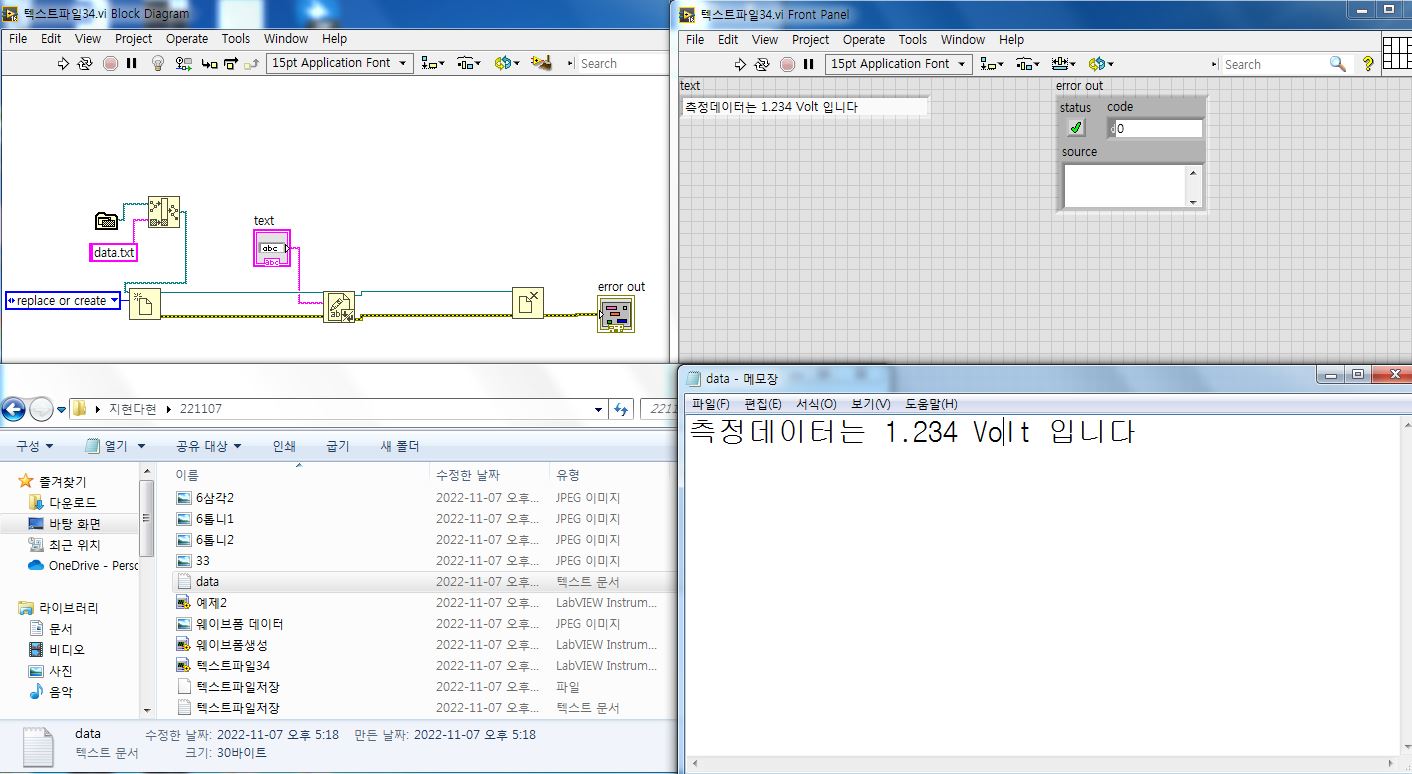 텍스트파일34.vi Block Diagram
File Edit View Project Operate Tools Window Help
15pt Application Font
Search
data.txt
text
abc
abc
replace or create
error out
텍스트파일34.vi Front Panel
File Edit View Project Operate Tools Window Help
15pt Application Font
Search
text
측정데이터는 1.234 Volt 입니다
error out
status code
d0
source
지현다현 221107
2211
구성 열기 공유 대상 인쇄 굽기 새 폴더
즐겨찾기
다운로드
바탕 화면
최근 위치
OneDrive - Perso
라이브러리
문서
비디오
사진
음악
이름 수정한 날짜 유형
6삼각2 2022-11-07 오후... JPEG 이미지
6톱니1 2022-11-07 오후... JPEG 이미지
6톱니2 2022-11-07 오후... JPEG 이미지
33 2022-11-07 오후... JPEG 이미지
data 2022-11-07 오후... 텍스트 문서
예제2 2022-11-07 오후... LabVIEW Instrum...
웨이브폼 데이터 2022-11-07 오후... JPEG 이미지
웨이브폼생성 2022-11-07 오후... LabVIEW Instrum...
텍스트파일34 2022-11-07 오후... LabVIEW Instrum...
텍스트파일저장 2022-11-07 오후... 파일
텍스트파일저장 2022-11-07 오후... 텍스트 문서
data 수정한 날짜: 2022-11-07 오후 5:18 만든 날짜: 2022-11-07 오후 5:18
텍스트 문서 크기: 30바이트
data - 메모장
파일(F) 편집(E) 서식(O) 보기(V) 도움말(H)
측정데이터는 1.234 Volt 입니다